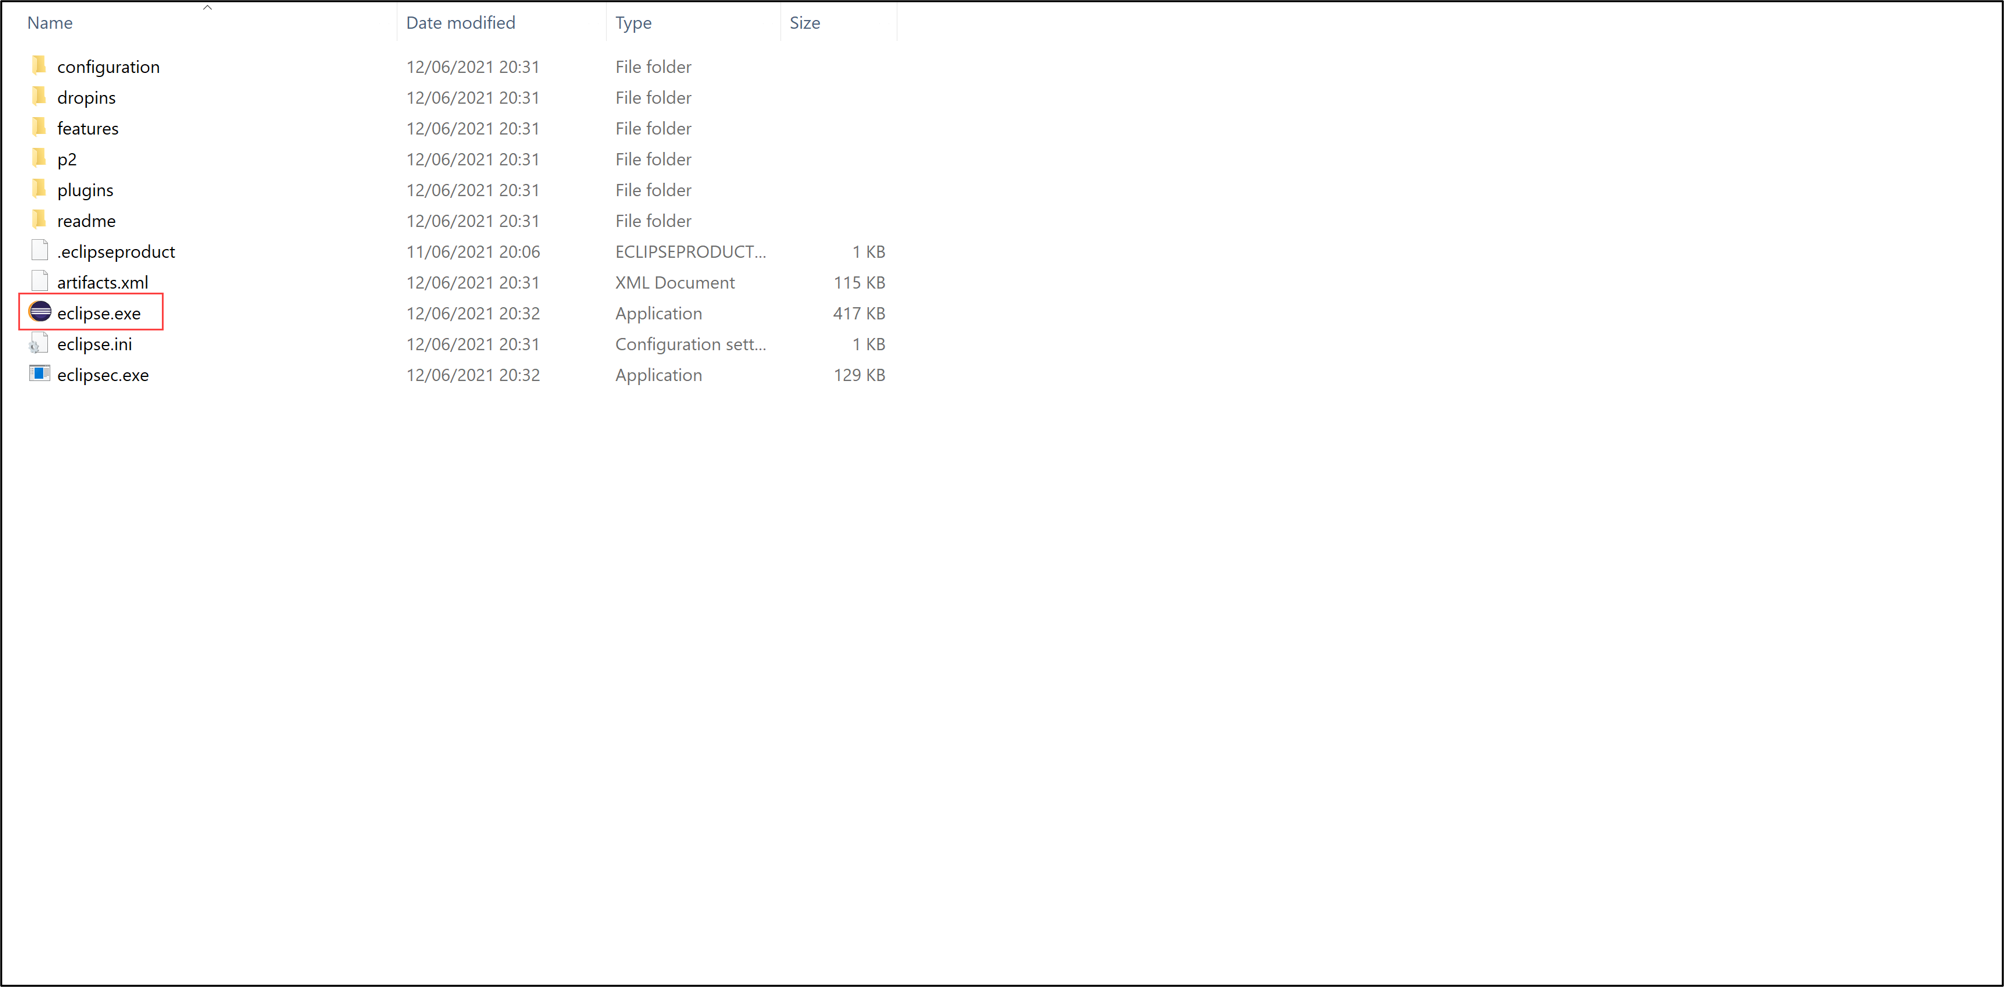 Name Date modified Type Size
configuration 12/06/2021 20:31 File folder
dropins 12/06/2021 20:31 File folder
features 12/06/2021 20:31 File folder
p2 12/06/2021 20:31 File folder
plugins 12/06/2021 20:31 File folder
readme 12/06/2021 20:31 File folder
.eclipseproduct 11/06/2021 20:06 ECLIPSEPRODUCT... 1 KB
artifacts.xml 12/06/2021 20:31 XML Document 115 KB
eclipse.exe 12/06/2021 20:32 Application 417 KB
eclipse.ini 12/06/2021 20:31 Configuration sett... 1 KB
eclipsec.exe 12/06/2021 20:32 Application 129 KB